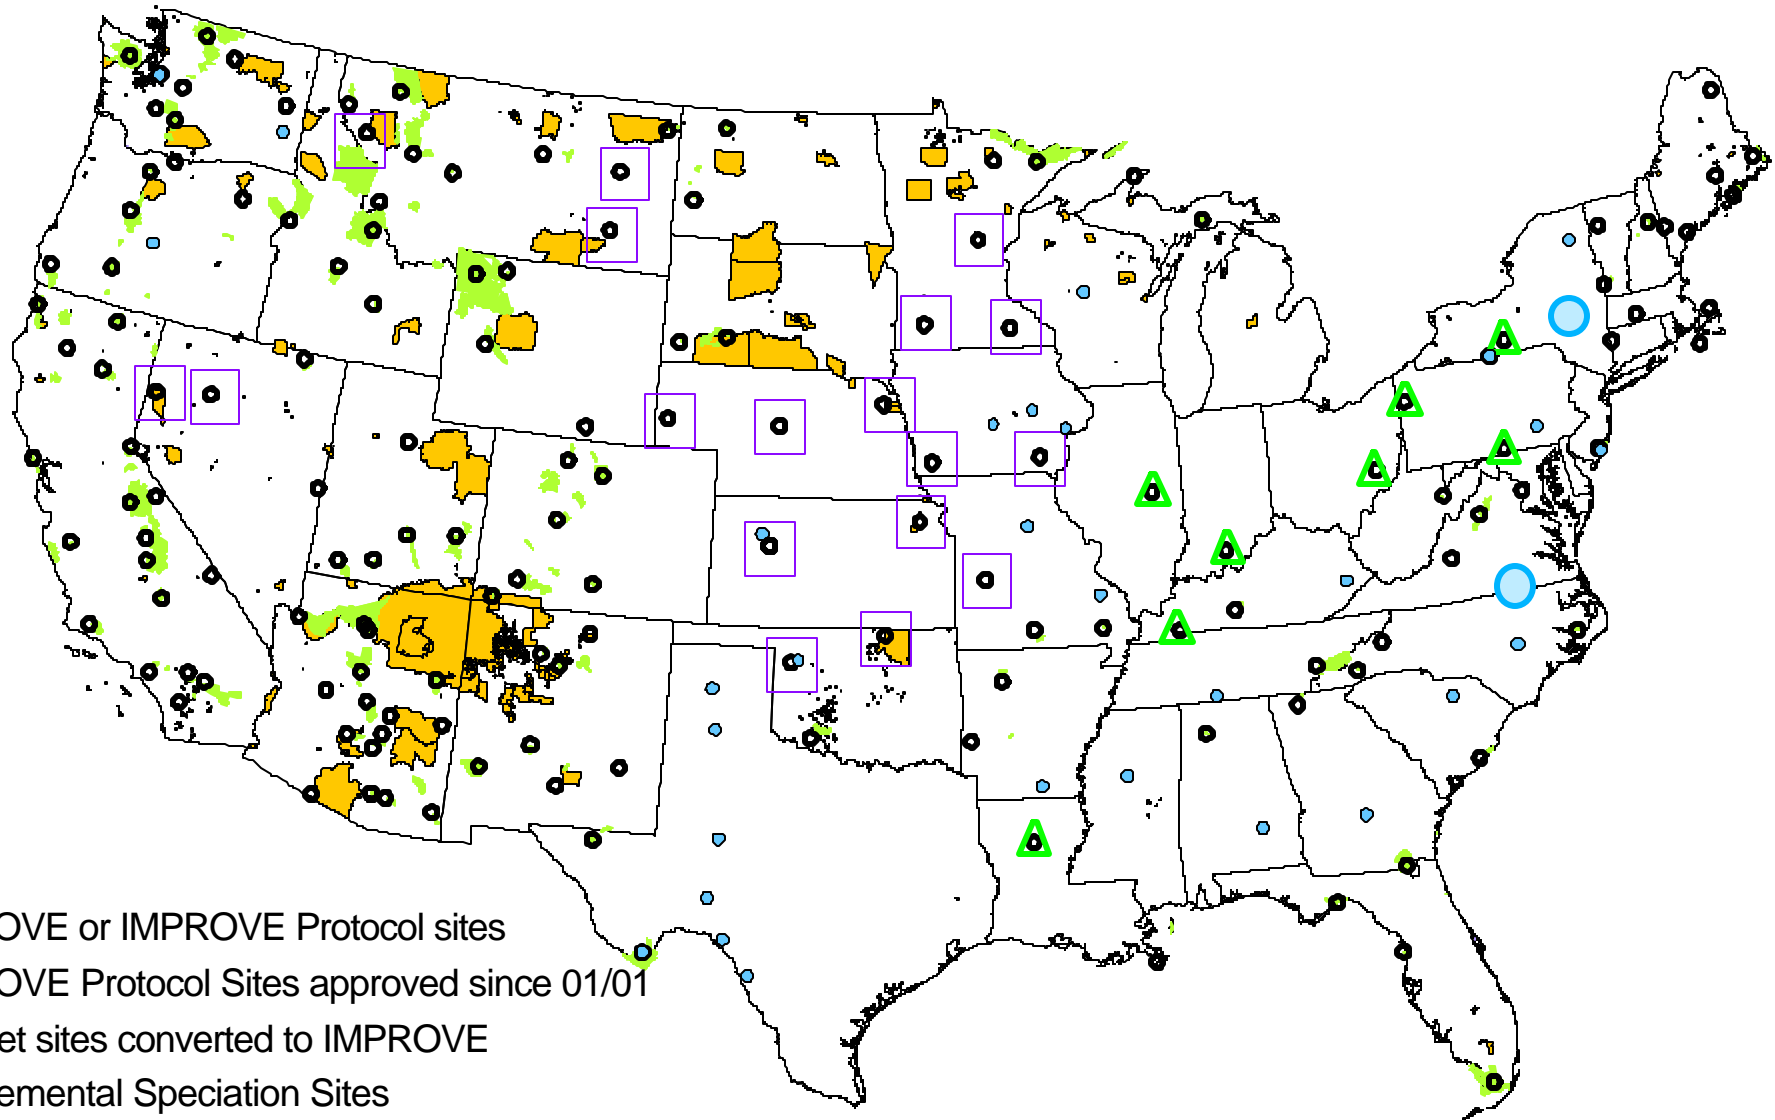 OVE or IMPROVE Protocol sites
OVE Protocol Sites approved since 01/01
et sites converted to IMPROVE
emental Speciation Sites